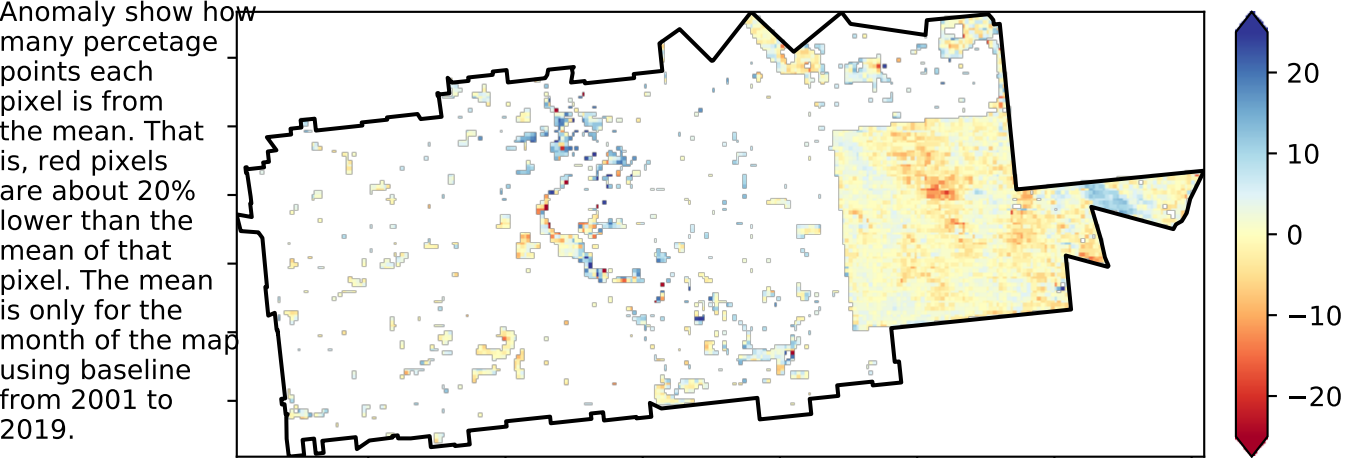 Anomaly show how
many percetage
points each
pixel is from
the mean. That
is, red pixels
are about 20%
lower than the
mean of that
pixel. The mean
is only for the
month of the map
using baseline
from 2001 to
2019.
20
10
0
−10
−20